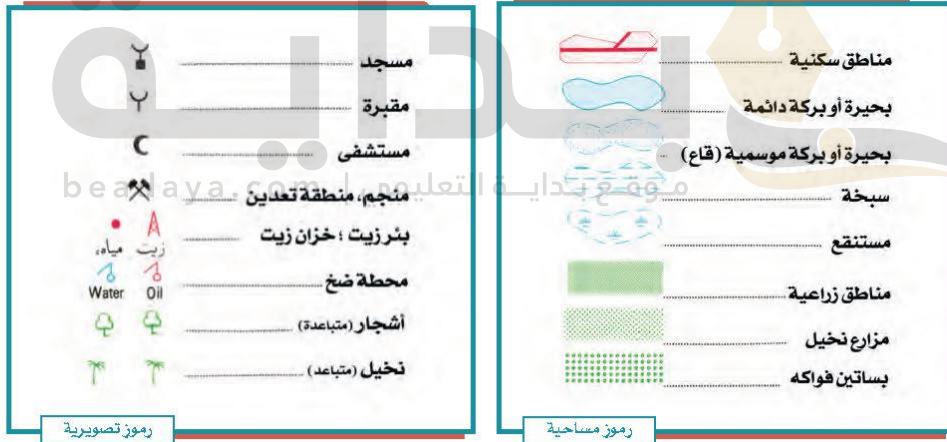 مناطق سكنية
بحيرة أو بركة دائمة
بحيرة أو بركة موسمية (قاع)
سبخة
مستنقع
مناطق زراعية
مزارع نخيل
بساتين فواكه
رموز مساحية
مسجد
مقبرة
مستشفى
منجم، منطقة تعدين
بئر زيت ؛ خزان زيت
زيت مياه،
محطة ضخ
Water Oil
أشجار (متباعدة)
نخيل (متباعد)
رموز تصويرية
بداية
موقع بداية التعليمي | beadaya.com